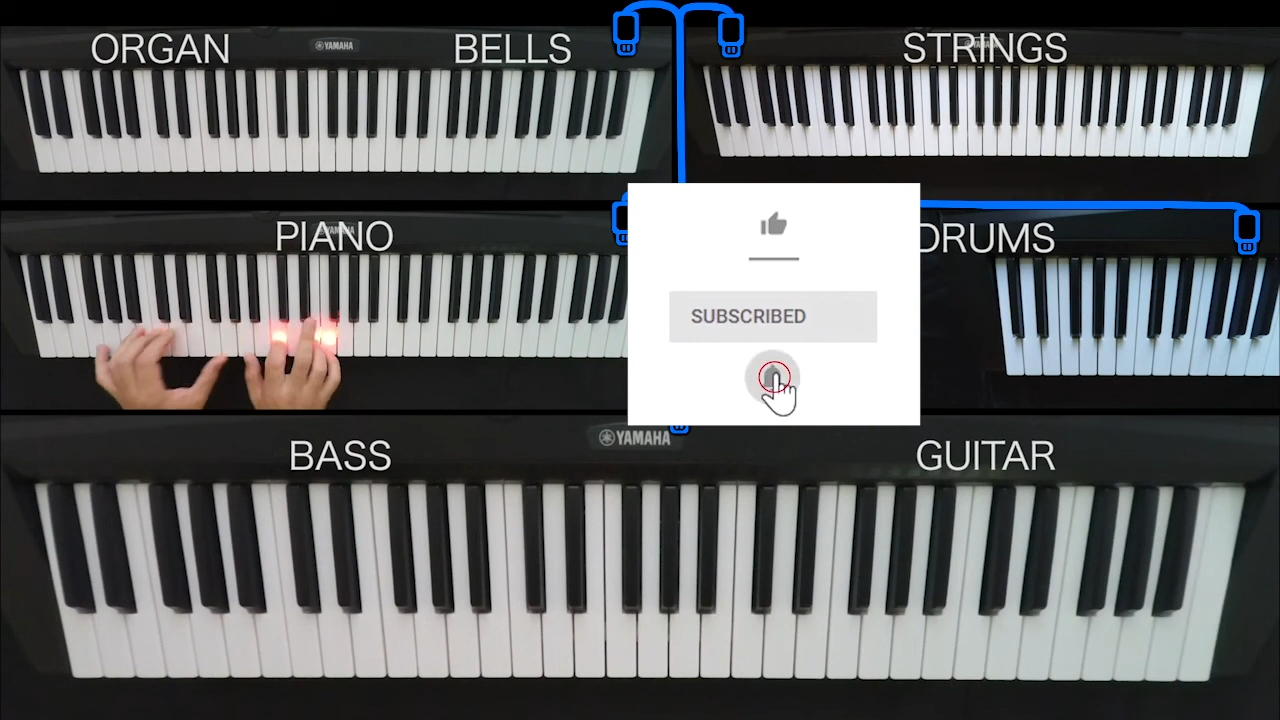 ORGAN
YAMAHA
BELLS
STRINGS
PIANO
DRUMS
SUBSCRIBED
BASS
YAMAHA
GUITAR